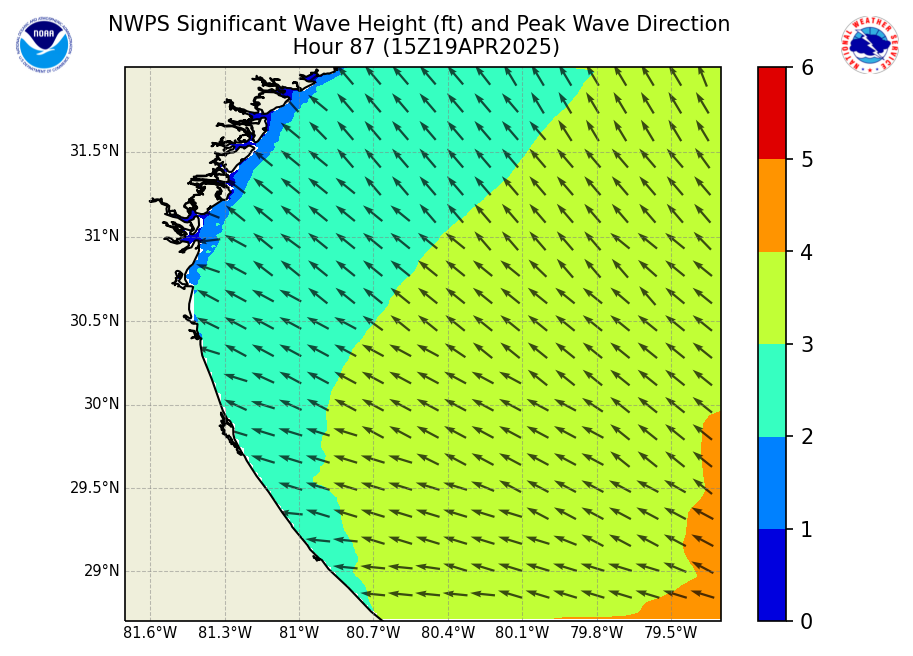 NWPS Significant Wave Height (ft) and Peak Wave Direction
Hour 87 (15Z19APR2025)
NOAA
NATIONAL WEATHER SERVICE
31.5°N
31°N
30.5°N
30°N
29.5°N
29°N
81.6°W
81.3°W
81°W
80.7°W
80.4°W
80.1°W
79.8°W
79.5°W
6
5
4
3
2
1
0